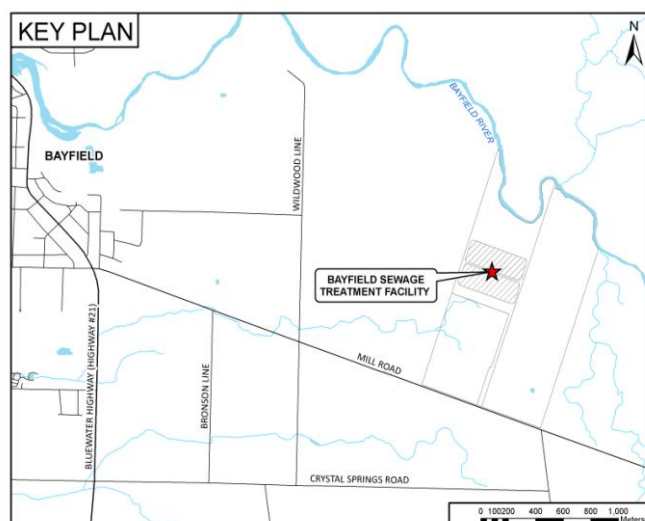 KEY PLAN
N
BAYFIELD RIVER
BAYFIELD
WILDWOOD LINE
BAYFIELD SEWAGE
TREATMENT FACILITY
MILL ROAD
BRONSON LINE
BLUEWATER HIGHWAY (HIGHWAY #21)
CRYSTAL SPRINGS ROAD
0 100200 400 600 800 1,000
Meters